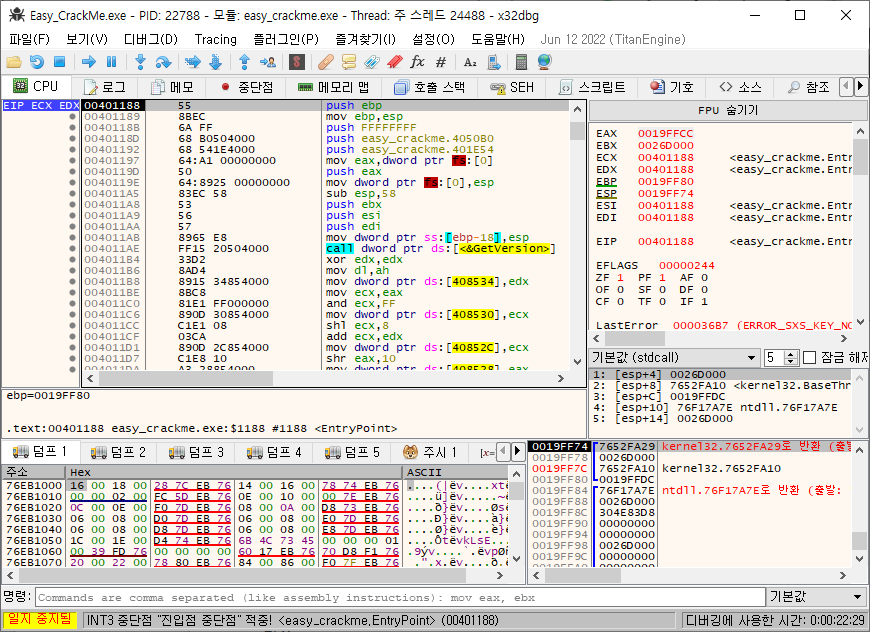 Easy_CrackMe.exe - PID: 22788 - 모듈: easy_crackme.exe - Thread: 주 스레드 24488 - x32dbg
파일(F) 보기(V) 디버그(D) Tracing 플러그인(P) 즐겨찾기(I) 설정(O) 도움말(H) Jun 12 2022 (TitanEngine)
CPU 로그 메모 중단점 메모리 맵 호출 스택 SEH 스크립트 기호 소스 참조
EIP ECX EDX
00401188 55 push ebp
00401189 8BEC mov ebp,esp
0040118B 6A FF push FFFFFFFF
0040118D 68 B0504000 push easy_crackme.4050B0
00401192 68 541E4000 push easy_crackme.401E54
00401197 64:A1 00000000 mov eax,dword ptr fs:[0]
0040119D 50 push eax
0040119E 64:8925 00000000 mov dword ptr fs:[0],esp
004011A5 83EC 58 sub esp,58
004011A8 53 push ebx
004011A9 56 push esi
004011AA 57 push edi
004011AB 8965 E8 mov dword ptr ss:[ebp-18],esp
004011AE FF15 20504000 call dword ptr ds:[<&GetVersion>]
004011B4 33D2 xor edx,edx
004011B6 8AD4 mov dl,ah
004011B8 8915 34854000 mov dword ptr ds:[408534],edx
004011BE 8BC8 mov ecx,eax
004011C0 81E1 FF000000 and ecx,FF
004011C6 890D 30854000 mov dword ptr ds:[408530],ecx
004011CC C1E1 08 shl ecx,8
004011CF 03CA add ecx,edx
004011D1 890D 2C854000 mov dword ptr ds:[40852C],ecx
004011D7 C1E8 10 shr eax,10
004011DA A3 28854000 mov dword ptr ds:[408528],eax
FPU 숨기기
EAX 0019FFCC
EBX 0026D000
ECX 00401188 <easy_crackme.Entr
EDX 00401188 <easy_crackme.Entr
EBP 0019FF80
ESP 0019FF74
ESI 00401188 <easy_crackme.Entr
EDI 00401188 <easy_crackme.Entr
EIP 00401188 <easy_crackme.Entr
EFLAGS 00000244
ZF 1 PF 1 AF 0
OF 0 SF 0 DF 0
CF 0 TF 0 IF 1
LastError 000036B7 (ERROR_SXS_KEY_NO
기본값 (stdcall) 5 잠금 해제
1: [esp+4] 0026D000
2: [esp+8] 7652FA10 <kernel32.BaseThr
3: [esp+C] 0019FFDC
4: [esp+10] 76F17A7E ntdll.76F17A7E
5: [esp+14] 0026D000
ebp=0019FF80
.text:00401188 easy_crackme.exe:$1188 #1188 <EntryPoint>
덤프 1 덤프 2 덤프 3 덤프 4 덤프 5 주시 1 [x=
주소 Hex ASCII
76EB1000 16 00 18 00 28 7C EB 76 14 00 16 00 78 74 EB 76 ....(|ëv....xtë
76EB1010 00 00 02 00 FC 5D EB 76 0E 00 10 00 00 7E EB 76 ....ü]ëv.....~ë
76EB1020 0C 00 0E 00 F0 7D EB 76 08 00 0A 00 D8 73 EB 76 ....ð}ëv....Øsë
76EB1030 06 00 08 00 D0 7D EB 76 06 00 08 00 E0 7D EB 76 ....Ð}ëv....à}ë
76EB1040 06 00 08 00 D8 7D EB 76 06 00 08 00 E8 7D EB 76 ....Ø}ëv....è}ë
76EB1050 1C 00 1E 00 D4 74 EB 76 6B 4C 73 45 00 00 00 01 ....ÔtëvkLsE...
76EB1060 00 39 FD 76 00 00 00 00 60 17 EB 76 70 D8 F1 76 .9ýv....`.ëvpØñ
76EB1070 20 00 22 00 78 80 EB 76 84 00 86 00 F0 7F EB 76
0019FF74 7652FA29 kernel32.7652FA29로 반환 (출발
0019FF78 0026D000
0019FF7C 7652FA10 kernel32.7652FA10
0019FF80 0019FFDC
0019FF84 76F17A7E ntdll.76F17A7E로 반환 (출발:
0019FF88 0026D000
0019FF8C 304E83D8
0019FF90 00000000
0019FF94 00000000
0019FF98 0026D000
0019FF9C 00000000
0019FFA0 00000000
명령: Commands are comma separated (like assembly instructions): mov eax, ebx 기본값
일지 중지됨 INT3 중단점 "진입점 중단점" 적중! <easy_crackme.EntryPoint> (00401188) 디버깅에 사용한 시간: 0:00:22:29